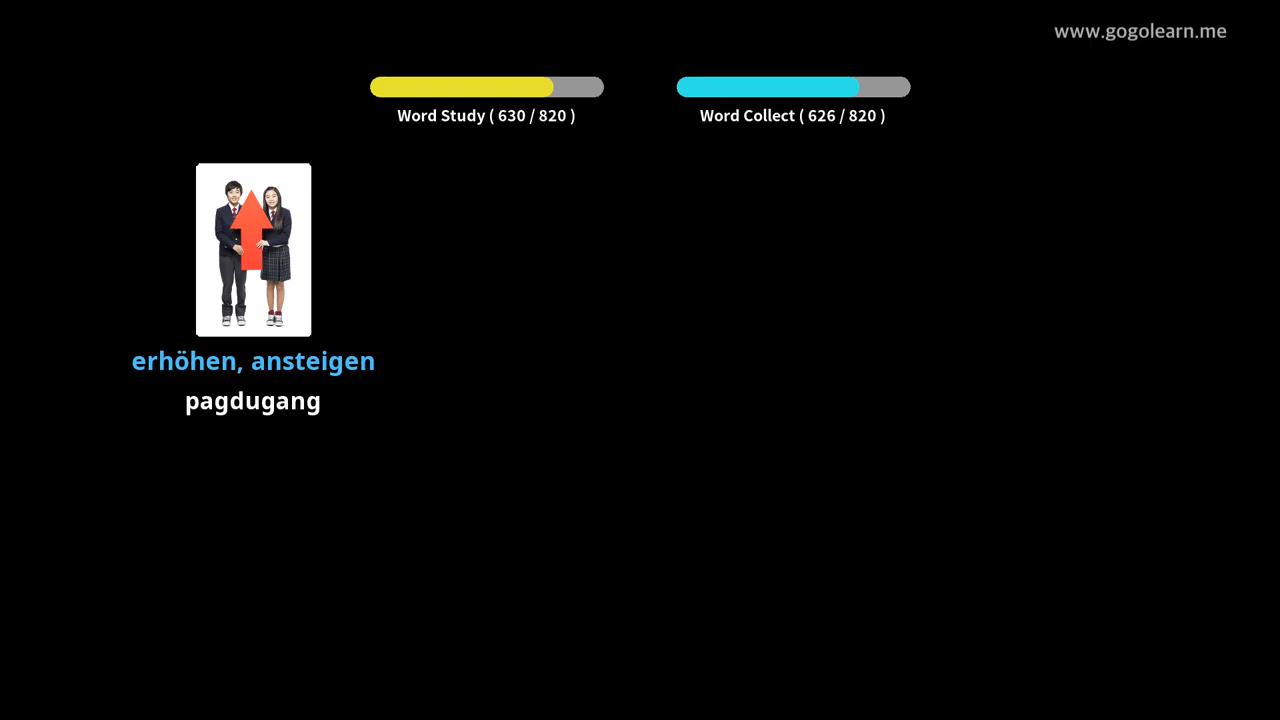 www.gogolearn.me
Word Study ( 630 / 820 )
Word Collect ( 626 / 820 )
erhöhen, ansteigen
pagdugang